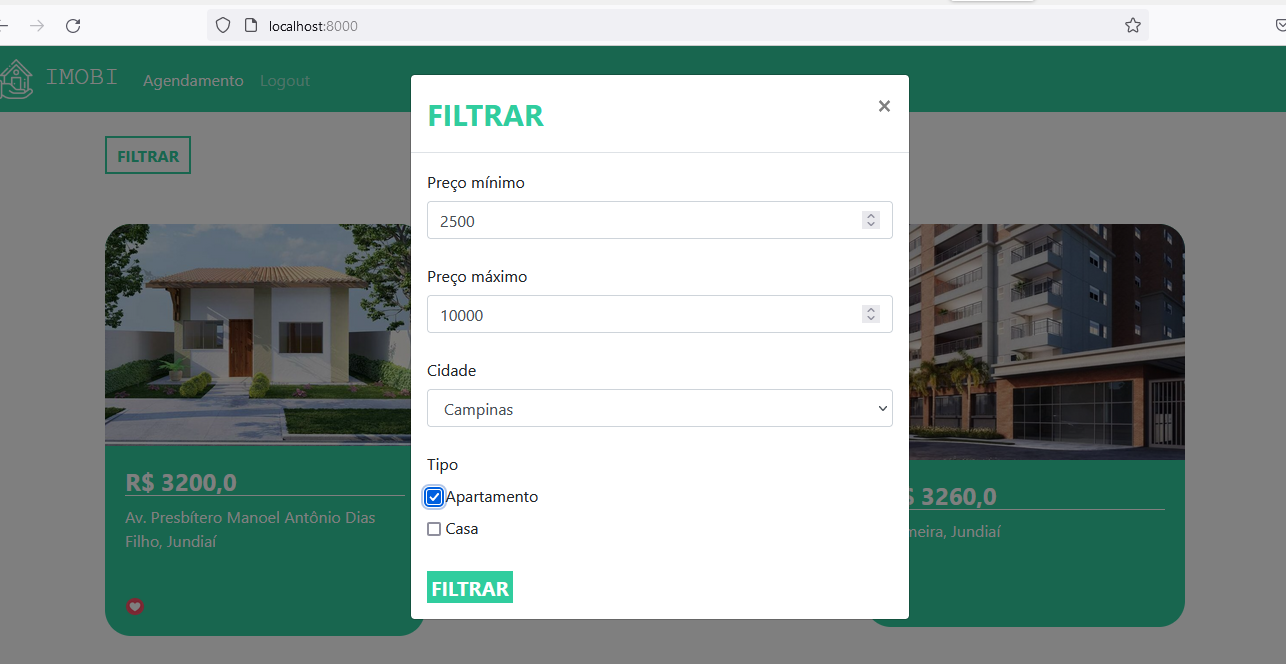 localhost:8000
IMOBI Agendamento Logout
FILTRAR
FILTRAR ×
Preço mínimo
2500
Preço máximo
10000
Cidade
Campinas
Tipo
Apartamento
Casa
FILTRAR
R$ 3200,0
Av. Presbítero Manoel Antônio Dias
Filho, Jundiaí
3260,0
Jundiaí